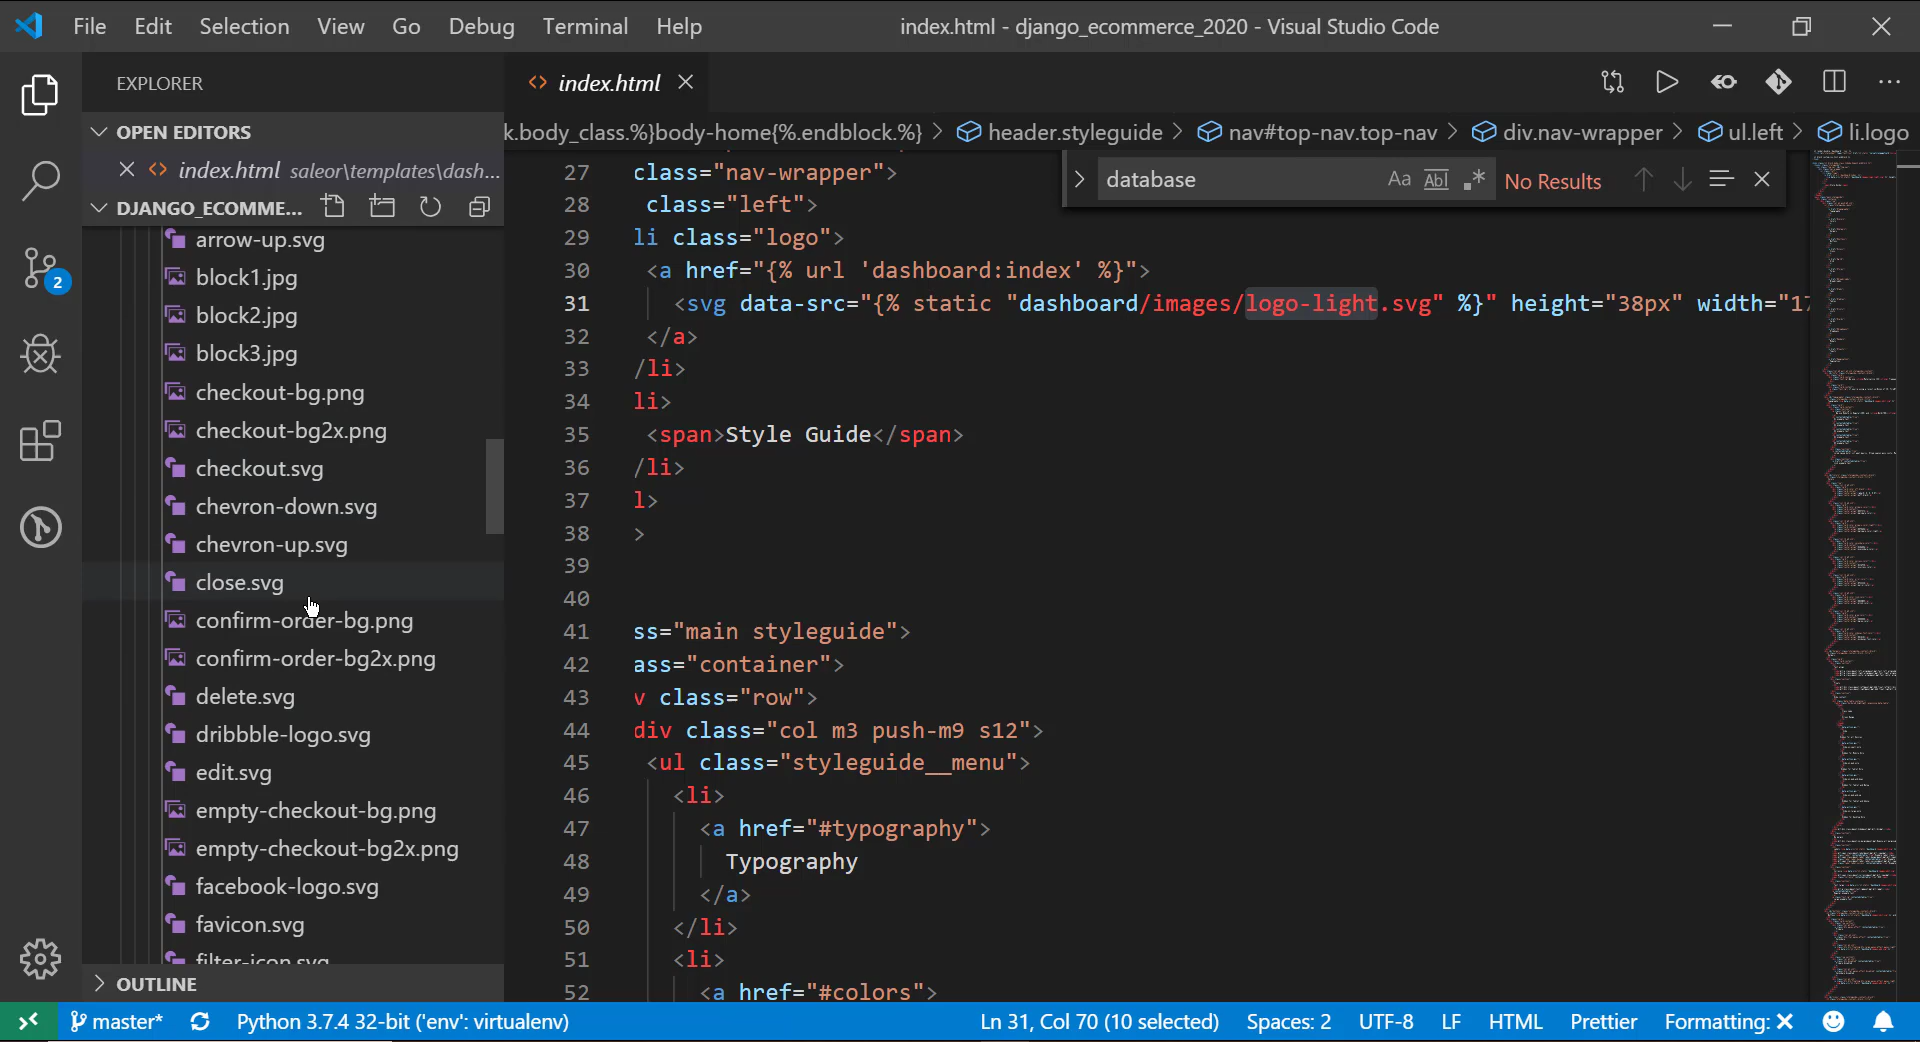 File Edit Selection View Go Debug Terminal Help
index.html - django_ecommerce_2020 - Visual Studio Code
EXPLORER
OPEN EDITORS
index.html saleor\templates\dash...
DJANGO_ECOMME...
arrow-up.svg
block1.jpg
block2.jpg
block3.jpg
checkout-bg.png
checkout-bg2x.png
checkout.svg
chevron-down.svg
chevron-up.svg
close.svg
confirm-order-bg.png
confirm-order-bg2x.png
delete.svg
dribbble-logo.svg
edit.svg
empty-checkout-bg.png
empty-checkout-bg2x.png
facebook-logo.svg
favicon.svg
filter-icon.svg
OUTLINE
2
index.html
k.body_class.%}body-home{%.endblock.%} > header.styleguide > nav#top-nav.top-nav > div.nav-wrapper > ul.left > li.logo
database Aa Abl .* No Results
27 class="nav-wrapper">
28 class="left">
29 li class="logo">
30 <a href="{% url 'dashboard:index' %}">
31 <svg data-src="{% static "dashboard/images/logo-light.svg" %}" height="38px" width="17
32 </a>
33 /li>
34 li>
35 <span>Style Guide</span>
36 /li>
37 l>
38 >
39
40
41 ss="main styleguide">
42 ass="container">
43 v class="row">
44 div class="col m3 push-m9 s12">
45 <ul class="styleguide__menu">
46 <li>
47 <a href="#typography">
48 Typography
49 </a>
50 </li>
51 <li>
52 <a href="#colors">
master* Python 3.7.4 32-bit ('env': virtualenv) Ln 31, Col 70 (10 selected) Spaces: 2 UTF-8 LF HTML Prettier Formatting: ✕